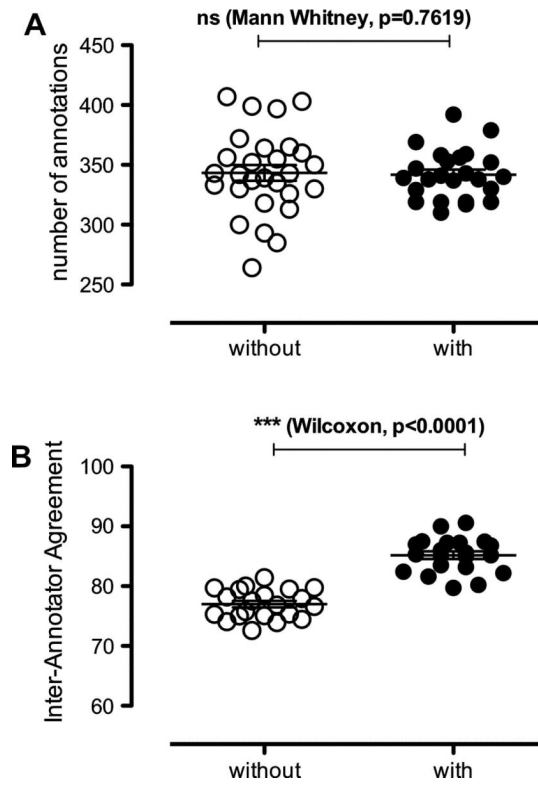 A
ns (Mann Whitney, p=0.7619)
number of annotations
450
400
350
300
250
without with
B
*** (Wilcoxon, p<0.0001)
Inter-Annotator Agreement
100
90
80
70
60
without with